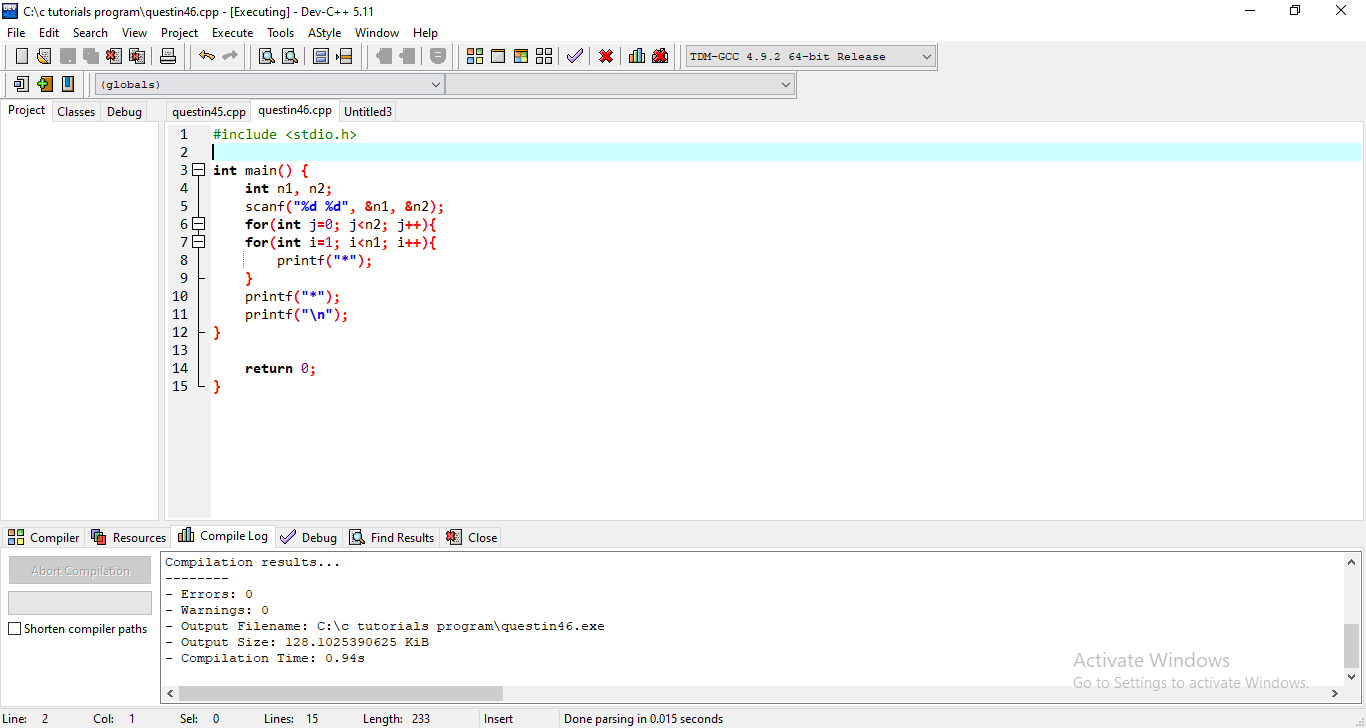 C:\c tutorials program\questin46.cpp - [Executing] - Dev-C++ 5.11
File Edit Search View Project Execute Tools AStyle Window Help
TDM-GCC 4.9.2 64-bit Release
(globals)
Project Classes Debug questin45.cpp questin46.cpp Untitled3
1 #include <stdio.h>
2
3 int main() {
4 int n1, n2;
5 scanf("%d %d", &n1, &n2);
6 for(int j=0; j<n2; j++){
7 for(int i=1; i<n1; i++){
8 printf("*");
9 }
10 printf("*");
11 printf("\n");
12 }
13
14 return 0;
15 }
Compiler Resources Compile Log Debug Find Results Close
Abort Compilation
Shorten compiler paths
Compilation results...
--------
- Errors: 0
- Warnings: 0
- Output Filename: C:\c tutorials program\questin46.exe
- Output Size: 128.1025390625 KiB
- Compilation Time: 0.94s
Activate Windows
Go to Settings to activate Windows.
Line: 2 Col: 1 Sel: 0 Lines: 15 Length: 233 Insert Done parsing in 0.015 seconds